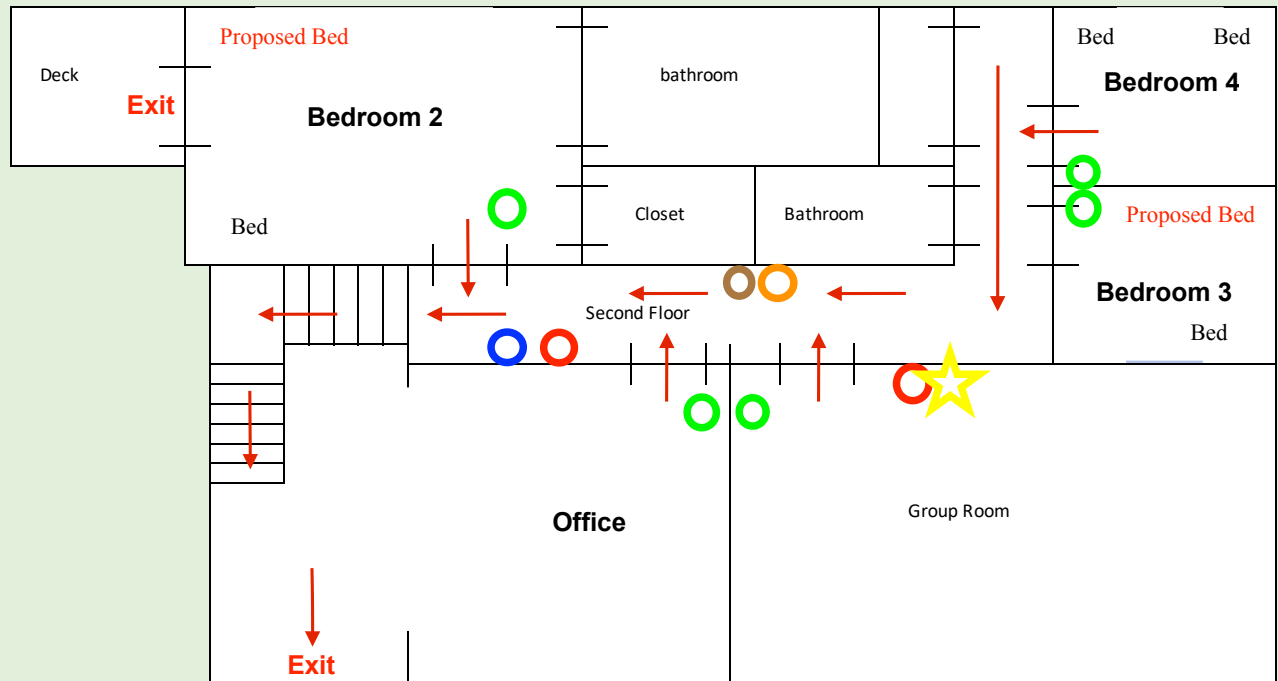 Proposed Bed
Bed Bed
Deck
bathroom
Bedroom 4
Exit
Bedroom 2
Closet
Bathroom
Proposed Bed
Bed
Bedroom 3
Second Floor
Bed
Group Room
Office
Exit